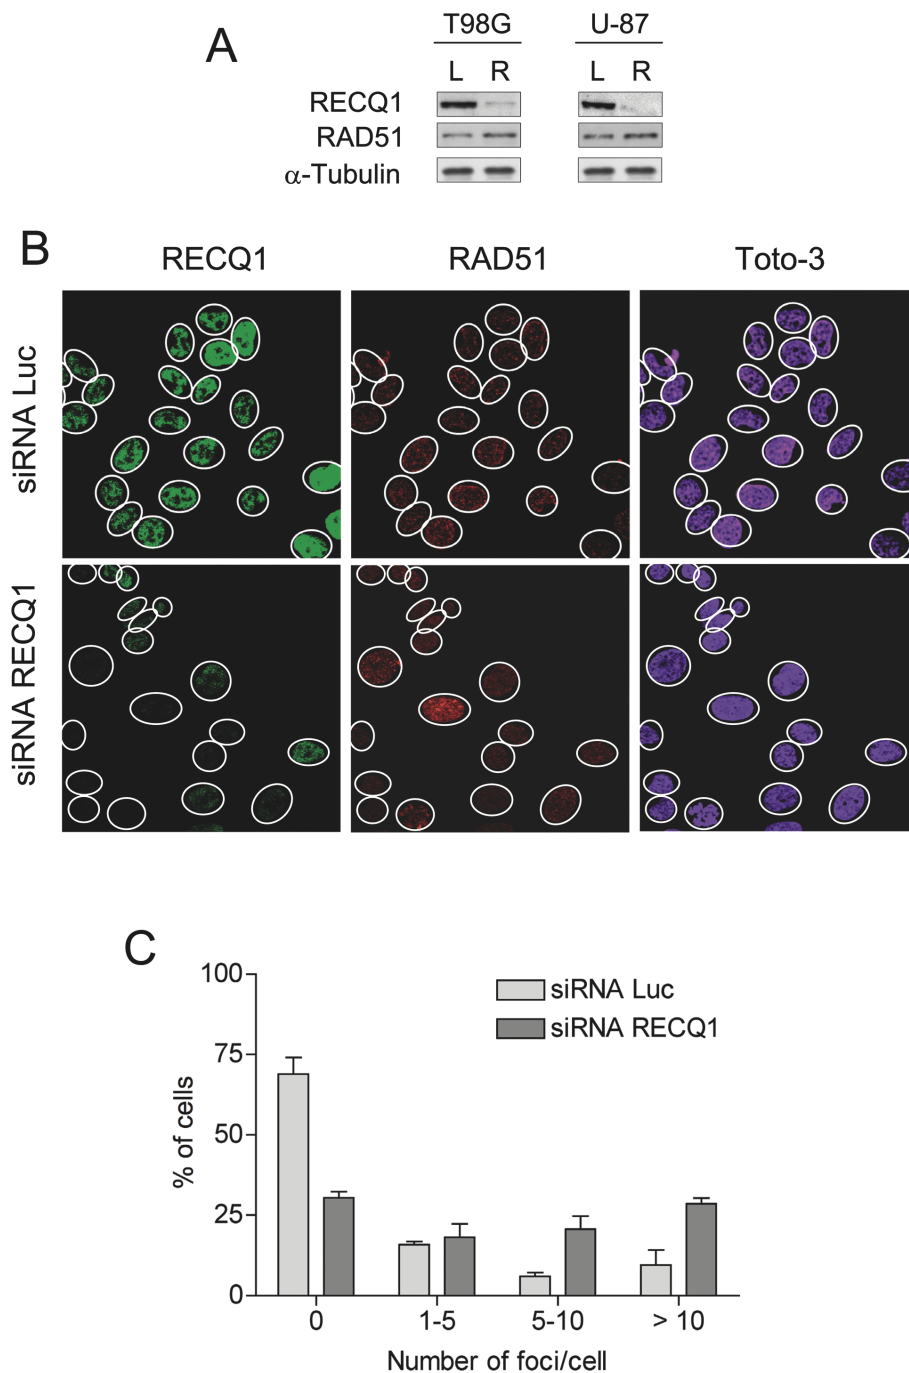 A
T98G U-87
L R L R
RECQ1
RAD51
α-Tubulin
B
RECQ1 RAD51 Toto-3
siRNA Luc
siRNA RECQ1
C
100
75
50
25
0
% of cells
siRNA Luc
siRNA RECQ1
0 1-5 5-10 > 10
Number of foci/cell